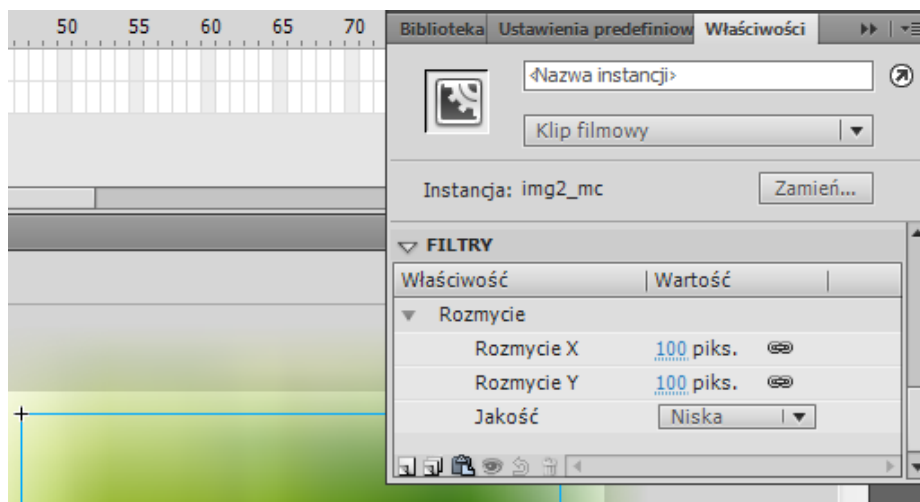 50 55 60 65 70
Biblioteka Ustawienia predefiniow Właściwości
<Nazwa instancji>
Klip filmowy
Instancja: img2_mc Zamień...
FILTRY
Właściwość Wartość
Rozmycie
Rozmycie X 100 piks.
Rozmycie Y 100 piks.
Jakość Niska